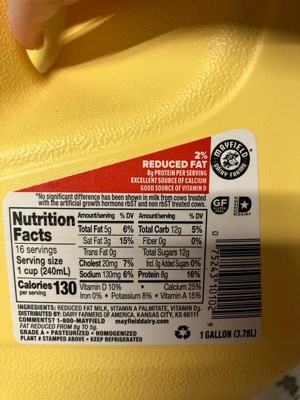 2%
REDUCED FAT
8g PROTEIN PER SERVING
EXCELLENT SOURCE OF CALCIUM
GOOD SOURCE OF VITAMIN D
MAYFIELD
DAIRY FARMS
*No significant difference has been shown in milk from cows treated
with the artificial growth hormone rbST and non rbST treated cows.
GF
REAL
DAIRY
Nutrition
Facts
16 servings
Serving size
1 cup (240mL)
Calories 130
per serving
Amount/serving % DV Amount/serving % DV
Total Fat 5g 6% Total Carb 12g 5%
Sat Fat 3g 15% Fiber 0g 0%
Trans Fat 0g Total Sugars 12g
Cholest 20mg 7% Incl. 0g Added Sugars 0%
Sodium 130mg 6% Protein 8g 16%
Vitamin D 10% • Calcium 25%
Iron 0% • Potassium 8% • Vitamin A 15%
INGREDIENTS: REDUCED FAT MILK, VITAMIN A PALMITATE, VITAMIN D3.
DISTRIBUTED BY: DAIRY FARMERS OF AMERICA, KANSAS CITY, KS 66111
COMMENTS? 1-800-MAYFIELD mayfielddairy.com
FAT REDUCED FROM 8g TO 5g.
GRADE A • PASTEURIZED • HOMOGENIZED
PLANT # STAMPED ABOVE • KEEP REFRIGERATED
1 GALLON (3.78L)
0 75243 10102 9